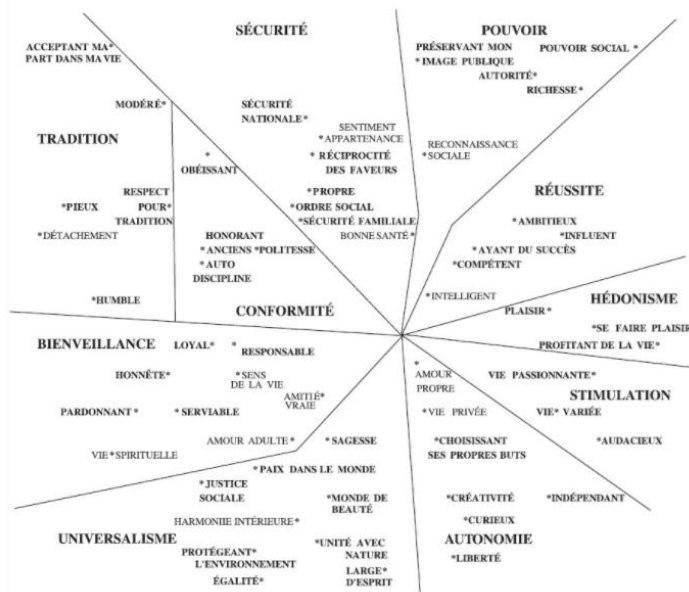 SÉCURITÉ
POUVOIR
ACCEPTANT MA*
PART DANS MA VIE
PRÉSERVANT MON
*IMAGE PUBLIQUE
POUVOIR SOCIAL *
AUTORITÉ*
RICHESSE*
MODÉRÉ*
SÉCURITÉ
NATIONALE*
SENTIMENT
*APPARTENANCE
TRADITION
*
OBÉISSANT
*RÉCIPROCITÉ
DES FAVEURS
RECONNAISSANCE
*SOCIALE
RESPECT
*PIEUX
POUR*
TRADITION
*PROPRE
*ORDRE SOCIAL
*SÉCURITÉ FAMILIALE
BONNE SANTÉ*
RÉUSSITE
*AMBITIEUX
*INFLUENT
*AYANT DU SUCCÈS
*COMPÉTENT
*DÉTACHEMENT
HONORANT
*ANCIENS *POLITESSE
*AUTO
DISCIPLINE
*HUMBLE
CONFORMITÉ
*INTELLIGENT
PLAISIR*
HÉDONISME
*SE FAIRE PLAISIR
PROFITANT DE LA VIE*
BIENVEILLANCE
LOYAL*
*
RESPONSABLE
HONNÊTE*
*SENS
DE LA VIE
AMITIÉ*
VRAIE
PARDONNANT *
*SERVIABLE
AMOUR ADULTE *
*SAGESSE
VIE *SPIRITUELLE
*
AMOUR
PROPRE
VIE PASSIONNANTE*
STIMULATION
*VIE PRIVÉE
VIE* VARIÉE
*CHOISISSANT
SES PROPRES BUTS
*AUDACIEUX
*PAIX DANS LE MONDE
*JUSTICE
SOCIALE
*MONDE DE
BEAUTÉ
*CRÉATIVITÉ
*INDÉPENDANT
HARMONIIE INTÉRIEURE*
*CURIEUX
UNIVERSALISME
AUTONOMIE
PROTÉGEANT*
L'ENVIRONNEMENT
*UNITÉ AVEC
NATURE
*LIBERTÉ
ÉGALITÉ*
LARGE*
D'ESPRIT